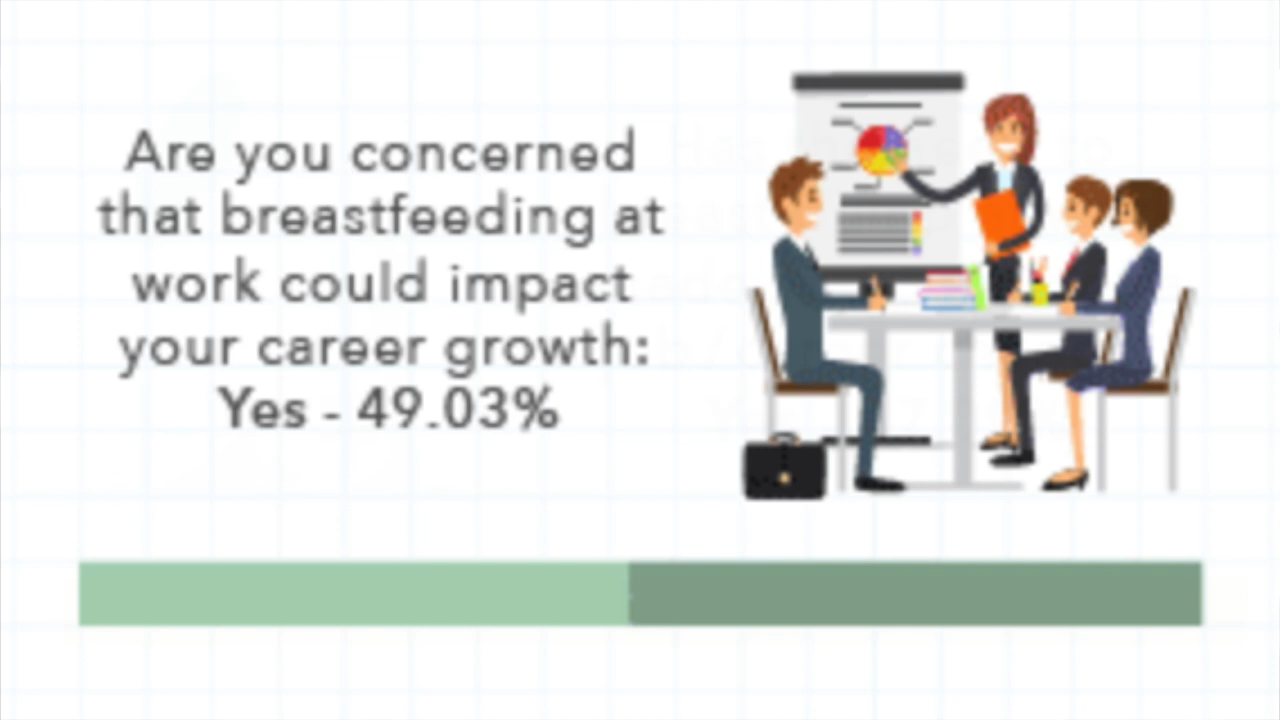 Are you concerned
that breastfeeding at
work could impact
your career growth:
Yes - 49.03%